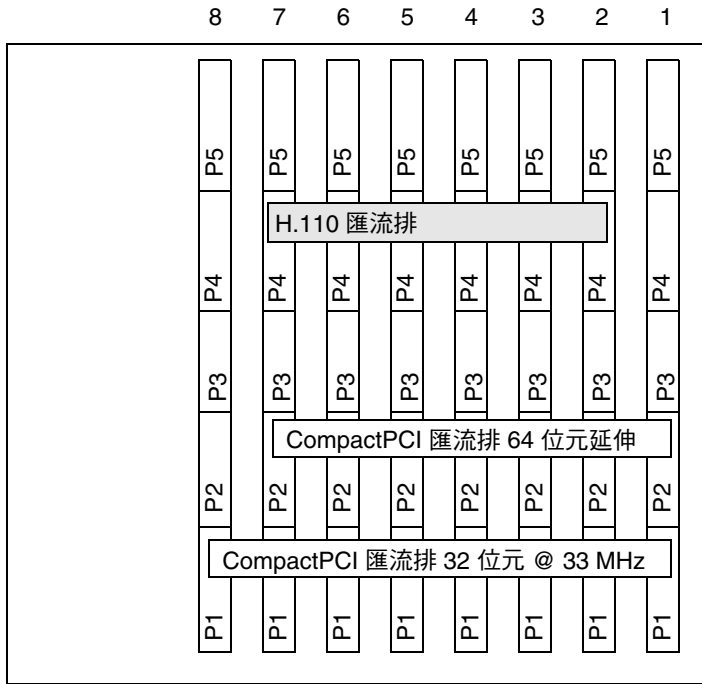 8 7 6 5 4 3 2 1
P5 P5 P5 P5 P5 P5 P5 P5
H.110 匯流排
P4 P4 P4 P4 P4 P4 P4 P4
P3 P3 P3 P3 P3 P3 P3 P3
CompactPCI 匯流排 64 位元延伸
P2 P2 P2 P2 P2 P2 P2 P2
CompactPCI 匯流排 32 位元 @ 33 MHz
P1 P1 P1 P1 P1 P1 P1 P1